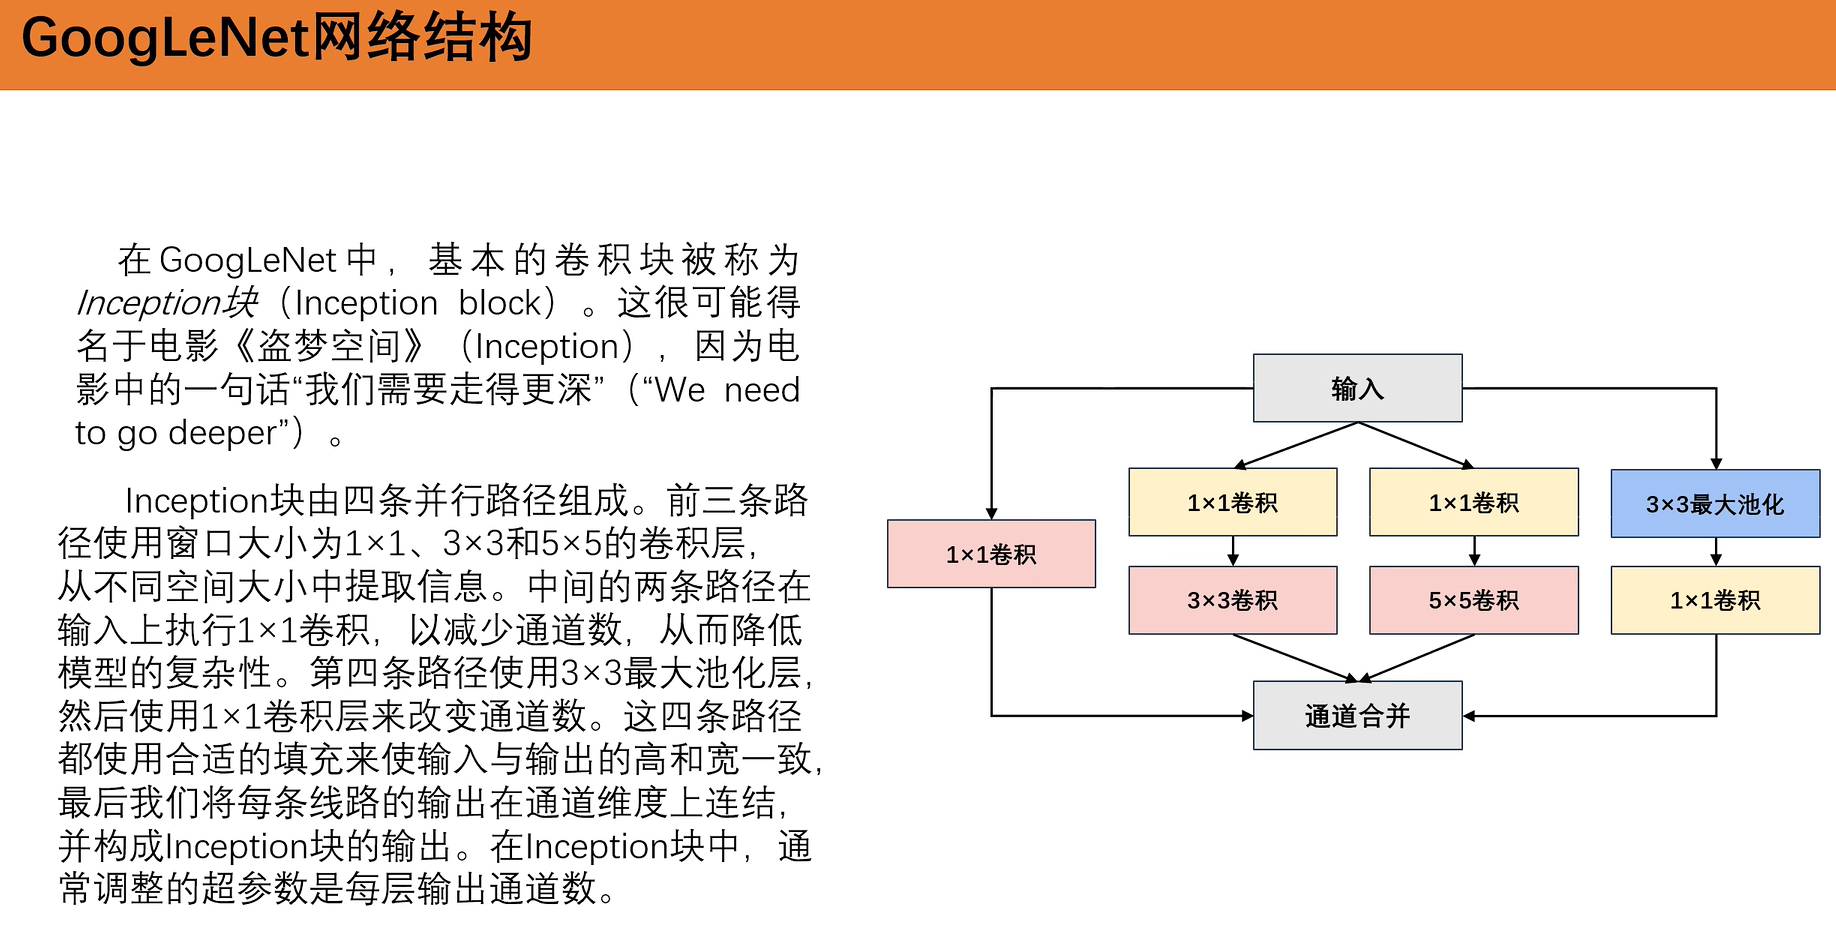 GoogLeNet网络结构
在GoogLeNet中，基本的卷积块被称为
Inception块（Inception block）。这很可能得
名于电影《盗梦空间》（Inception），因为电
影中的一句话“我们需要走得更深”（“We need
to go deeper”）。
Inception块由四条并行路径组成。前三条路
径使用窗口大小为1×1、3×3和5×5的卷积层，
从不同空间大小中提取信息。中间的两条路径在
输入上执行1×1卷积，以减少通道数，从而降低
模型的复杂性。第四条路径使用3×3最大池化层，
然后使用1×1卷积层来改变通道数。这四条路径
都使用合适的填充来使输入与输出的高和宽一致，
最后我们将每条线路的输出在通道维度上连结，
并构成Inception块的输出。在Inception块中，通
常调整的超参数是每层输出通道数。
输入
1×1卷积
1×1卷积
3×3最大池化
1×1卷积
3×3卷积
5×5卷积
1×1卷积
通道合并